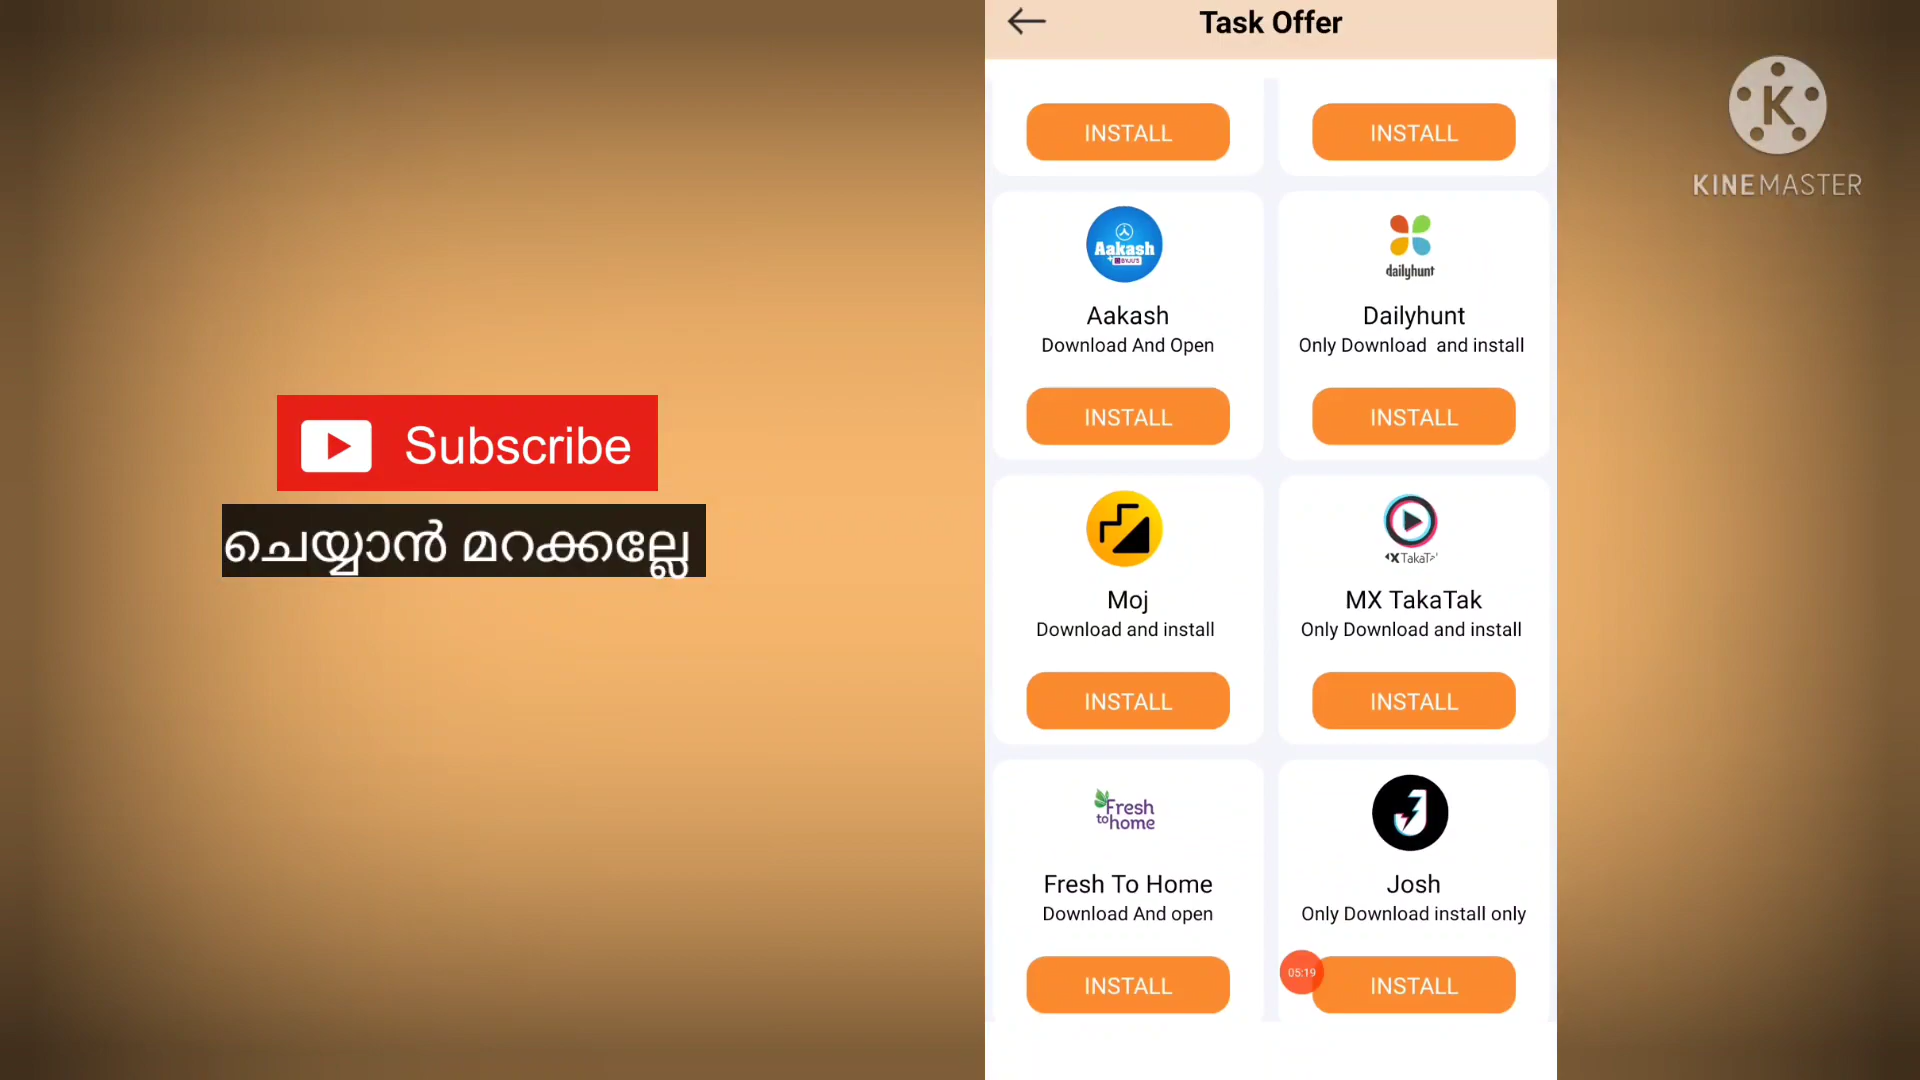 Subscribe
ചെയ്യാൻ മറക്കല്ലേ
Task Offer
INSTALL INSTALL
Aakash
BYJU'S
dailyhunt
Aakash Dailyhunt
Download And Open Only Download and install
INSTALL INSTALL
TakaTa
Moj MX TakaTak
Download and install Only Download and install
INSTALL INSTALL
Fresh
to home
Fresh To Home Josh
Download And open Only Download install only
05:19
INSTALL INSTALL
K
KINEMASTER